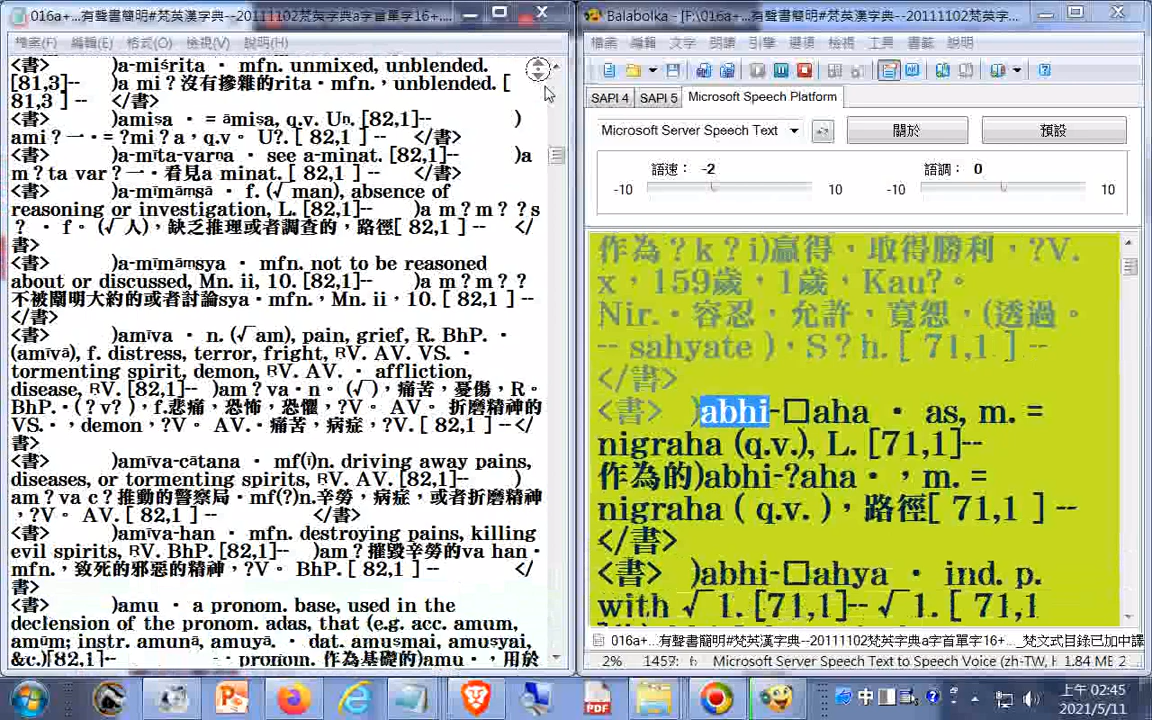 016a+...有聲書簡明#梵英漢字典--20111102梵英字典a字首單字16+...
檔案(F) 編輯(E) 格式(O) 檢視(V) 說明(H)
<書> )a-miśrita • mfn. unmixed, unblended.
[81,3]--)a mi？沒有摻雜的rita•mfn.，unblended. [
81,3 ] -- </書>
<書> )amiṣa • = āmiṣa, q.v. Uṇ. [82,1]-- )
ami？一•= ?mi？a，q.v。 U?. [ 82,1 ] -- </書>
<書> )a-mīta-varṇa • see a-minat. [82,1]-- )a
m？ta var？一•看見a minat. [ 82,1 ] -- </書>
<書> )a-mīmāṃsā • f. (√ man), absence of
reasoning or investigation, L. [82,1]-- )a m？m？？s
？ • f。(√ 人)，缺乏推理或者調查的，路徑[ 82,1 ] -- </
書>
<書> )a-mīmāṃsya • mfn. not to be reasoned
about or discussed, Mn. ii, 10. [82,1]-- )a m？m？?
不被闡明大約的或者討論sya•mfn.，Mn. ii，10. [ 82,1 ] --
</書>
<書> )amīva • n. (√am), pain, grief, R. BhP. •
(amīvā), f. distress, terror, fright, ṚV. AV. VS. •
tormenting spirit, demon, ṚV. AV. • affliction,
disease, ṚV. [82,1]-- )am？va•n。 (√)，痛苦，憂傷，R。
BhP.•(？v?)，f.悲痛，恐怖，恐懼，?V。 AV。 折磨精神的
VS.•，demon，?V。 AV.•痛苦，病症，?V。 [ 82,1 ] -- </
書>
<書> )amīva-cātana • mf(ī)n. driving away pains,
diseases, or tormenting spirits, ṚV. AV. [82,1]-- )
am？va c？推動的警察局•mf(?)n.辛勞，病症，或者折磨精神
，?V。 AV. [ 82,1 ] -- </書>
<書> )amīva-han • mfn. destroying pains, killing
evil spirits, ṚV. BhP. [82,1]-- )am？摧毀辛勞的va han•
mfn.，致死的邪惡的精神，?V。 BhP. [ 82,1 ] -- </
書>
<書> )amu • a pronom. base, used in the
declension of the pronom. adas, that (e.g. acc. amum,
amūm; instr. amunā, amuyā. • dat. amuṣmai, amuṣyai,
&c.)[82,1]-- pronom. 作為基礎的)amu•，用於
Balabolka - [F:\016a+...有聲書簡明#梵英漢字典--20111102梵英字...
檔案 編輯 文字 朗讀 引擎 選項 檢視 工具 書籤 說明
SAPI 4 SAPI 5 Microsoft Speech Platform
Microsoft Server Speech Text 關於 預設
語速： -2 語調： 0
-10 10 -10 10
作為？k？i)贏得，取得勝利，?V.
x，159歲，1歲，Kau?。
Nir.•容忍，允許，寬恕，(透過。
-- sahyate )，S？h. [ 71,1 ] --
</書>
<書> )abhi-□aha • as, m. =
nigraha (q.v.), L. [71,1]--
作為的)abhi-?aha•，m. =
nigraha ( q.v. )，路徑[ 71,1 ] --
</書>
<書> )abhi-□ahya • ind. p.
with √ 1. [71,1]-- √ 1. [ 71,1
016a+...有聲書簡明#梵英漢字典--20111102梵英字典a字首單字16+..._梵文式目錄已加中譯
2% 1457: Microsoft Server Speech Text to Speech Voice (zh-TW, H 1.84 MB 2
中
上午 02:45
2021/5/11